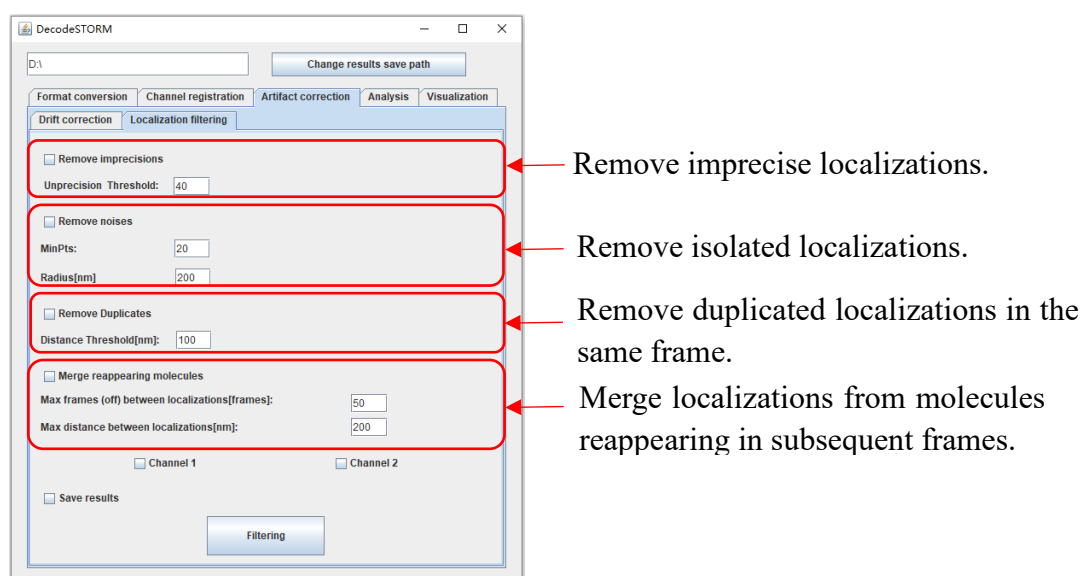 DecodeSTORM
D:\
Change results save path
Format conversion Channel registration Artifact correction Analysis Visualization
Drift correction Localization filtering
Remove imprecisions
Unprecision Threshold: 40
Remove imprecise localizations.
Remove noises
MinPts: 20
Radius[nm] 200
Remove isolated localizations.
Remove Duplicates
Distance Threshold[nm]: 100
Remove duplicated localizations in the
same frame.
Merge reappearing molecules
Max frames (off) between localizations[frames]: 50
Max distance between localizations[nm]: 200
Merge localizations from molecules
reappearing in subsequent frames.
Channel 1 Channel 2
Save results
Filtering